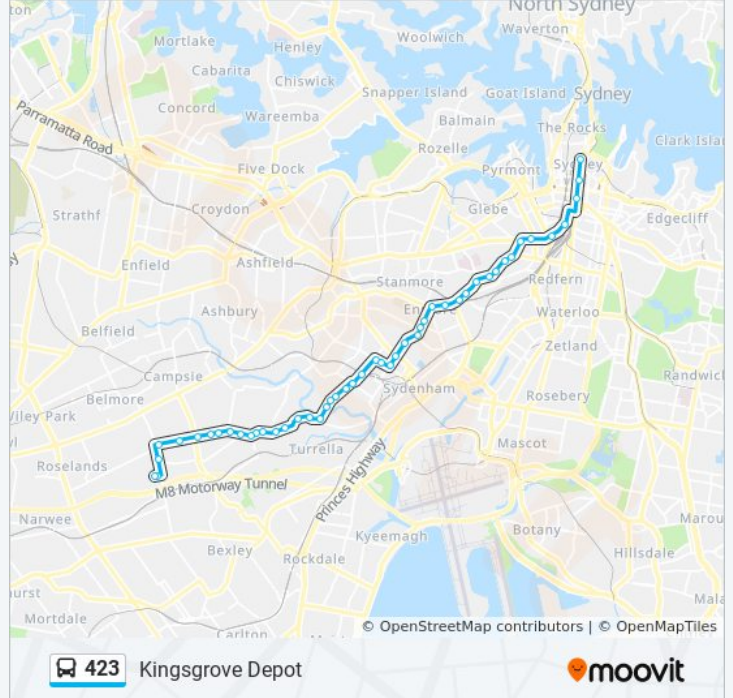 North Sydney
ton
Mortlake
Henley
Woolwich
Waverton
Cabarita
Chiswick
Snapper Island
Goat Island
Sydney
Parramatta Road
Concord
Wareemba
Balmain
The Rocks
Clark Islan
Rozelle
Five Dock
Pyrmont
Sydney
Strathf
Croydon
Glebe
Edgecliff
Enfield
Ashfield
Stanmore
Redfern
Ashbury
En
Waterloo
Belfield
Zetland
Campsie
Sydenham
Randwic
Belmore
Rosebery
Wiley Park
Roselands
Turrella
Mascot
M8 Motorway Tunnel
Princes Highway
Narwee
Kyeemagh
Botany
Marou
Bexley
Rockdale
Hillsdale
urst
Mortdale
Mala
Carlton
© OpenStreetMap contributors | © OpenMapTiles
423 Kingsgrove Depot
moovit